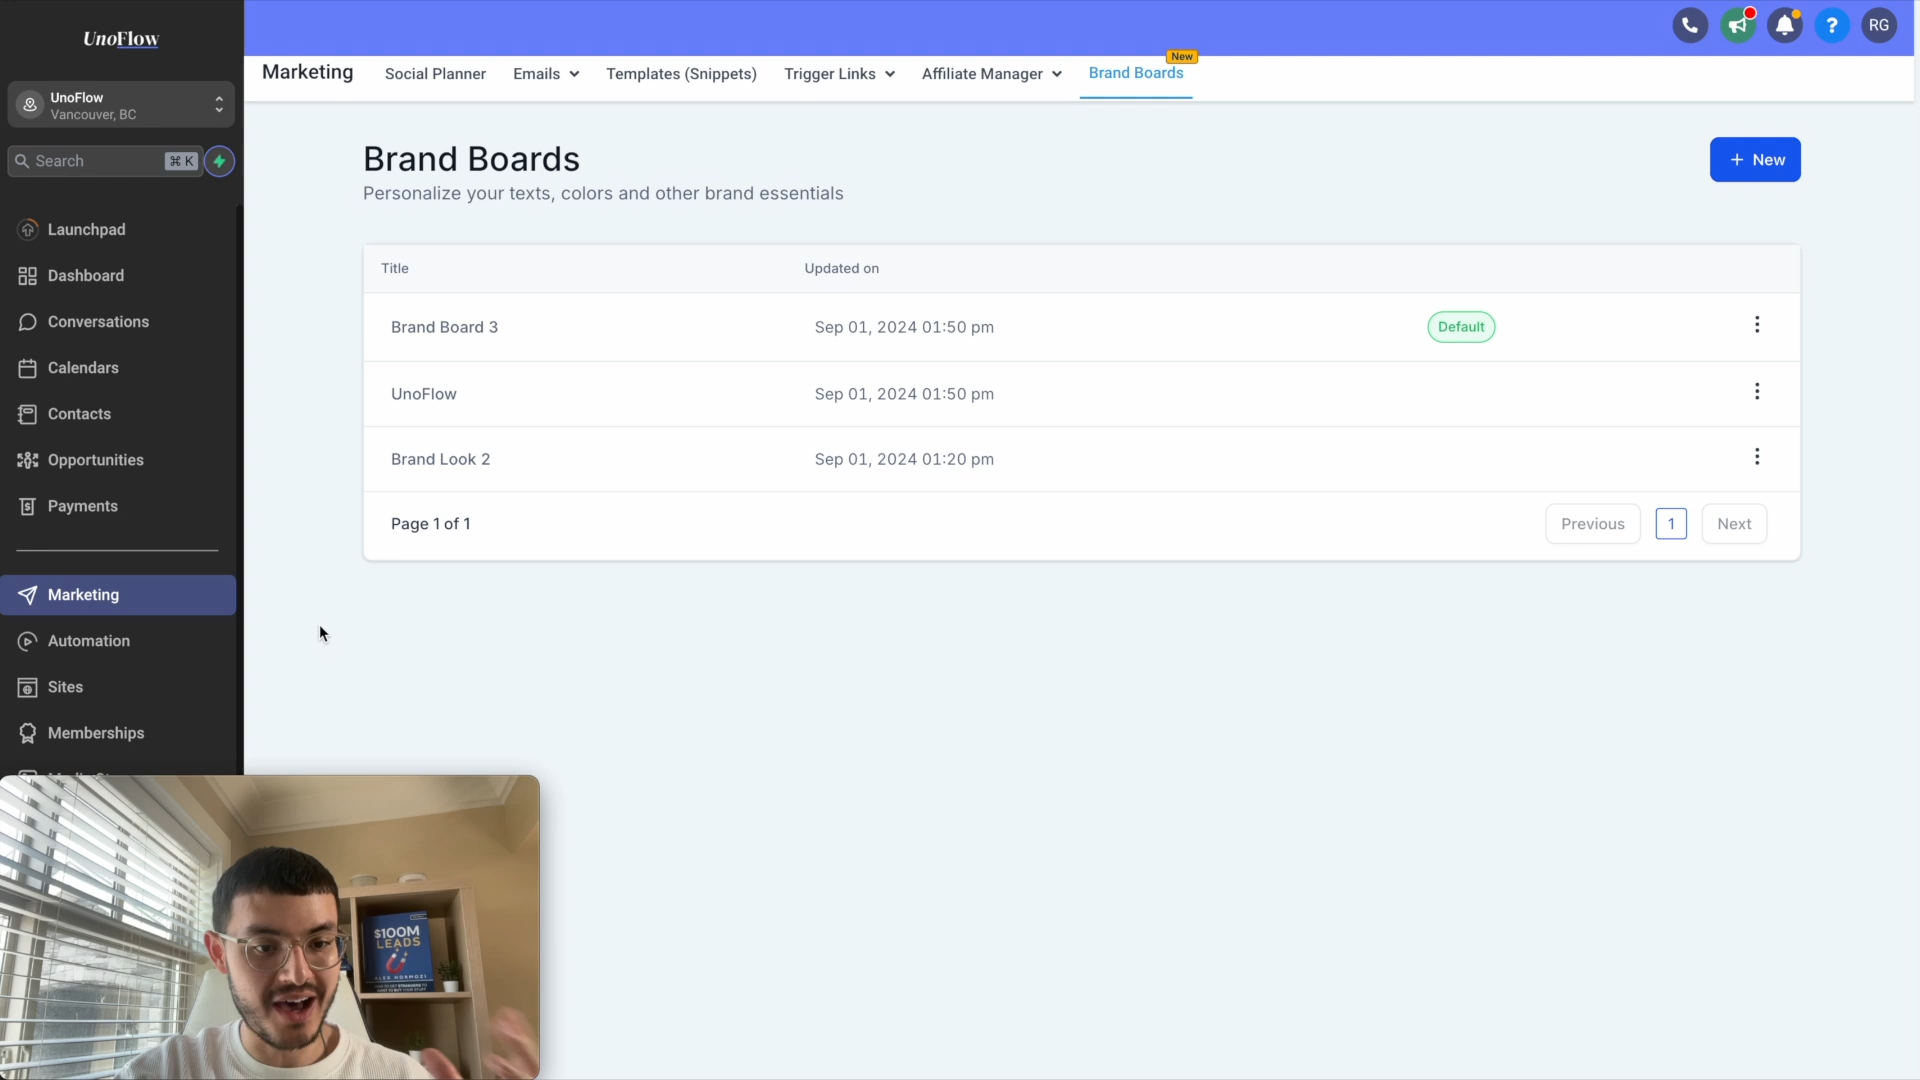 UnoFlow
UnoFlow
Vancouver, BC
Search
⌘ K
Launchpad
Dashboard
Conversations
Calendars
Contacts
Opportunities
Payments
Marketing
Automation
Sites
Memberships
RG
Marketing
Social Planner
Emails
Templates (Snippets)
Trigger Links
Affiliate Manager
Brand Boards
New
Brand Boards
Personalize your texts, colors and other brand essentials
+ New
Title
Updated on
Brand Board 3
Sep 01, 2024 01:50 pm
Default
UnoFlow
Sep 01, 2024 01:50 pm
Brand Look 2
Sep 01, 2024 01:20 pm
Page 1 of 1
Previous
1
Next
$100M
LEADS
ALEX HORMOZI